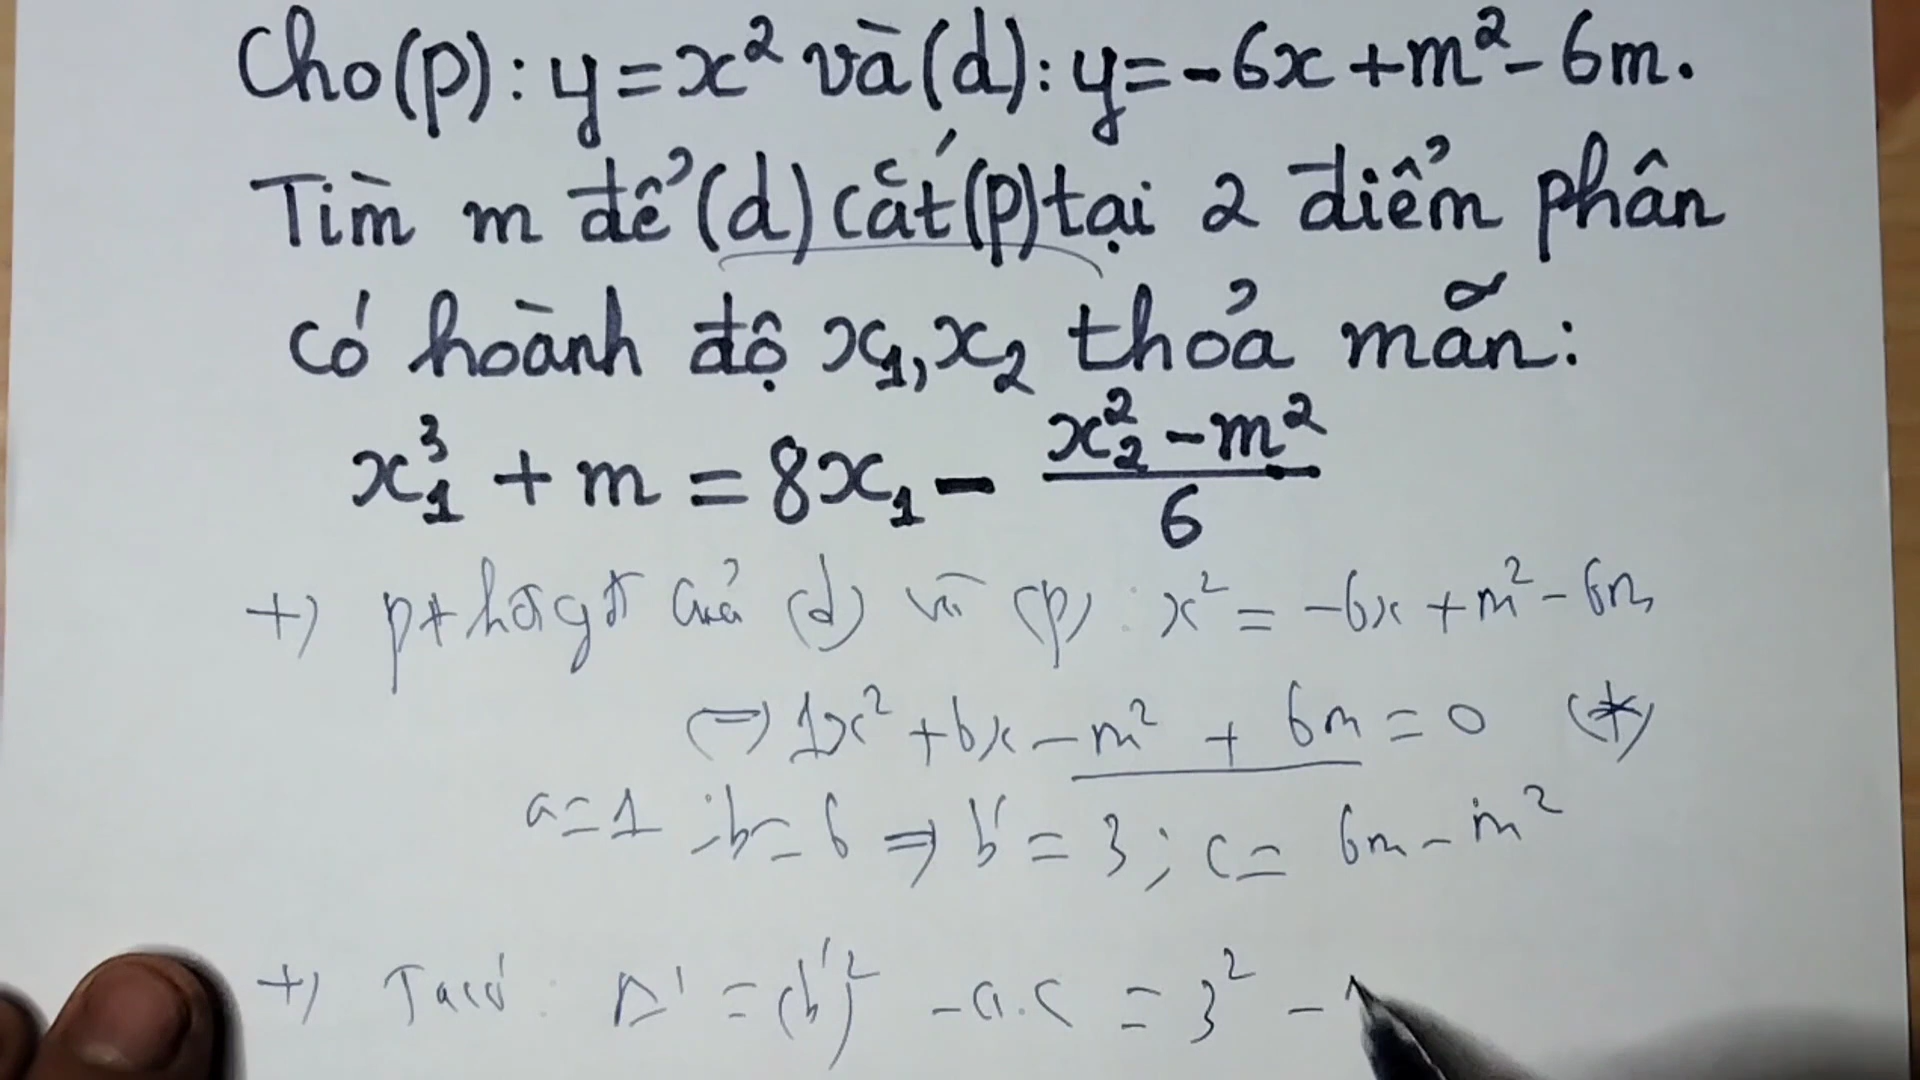 Cho (p): y = x² và (d): y = -6x + m² - 6m.
Tìm m để (d) cắt (p) tại 2 điểm phân
có hoành độ x₁, x₂ thỏa mãn:
x₁³ + m = 8x₁ - (x₂² - m²)/6
+) pt hđgđ của (d) và (p): x² = -6x + m² - 6m
⇔ 1x² + 6x - m² + 6m = 0 (*)
a = 1; b = 6 ⇒ b' = 3; c = 6m - m²
+) Ta có: Δ' = (b')² - a.c = 3² -